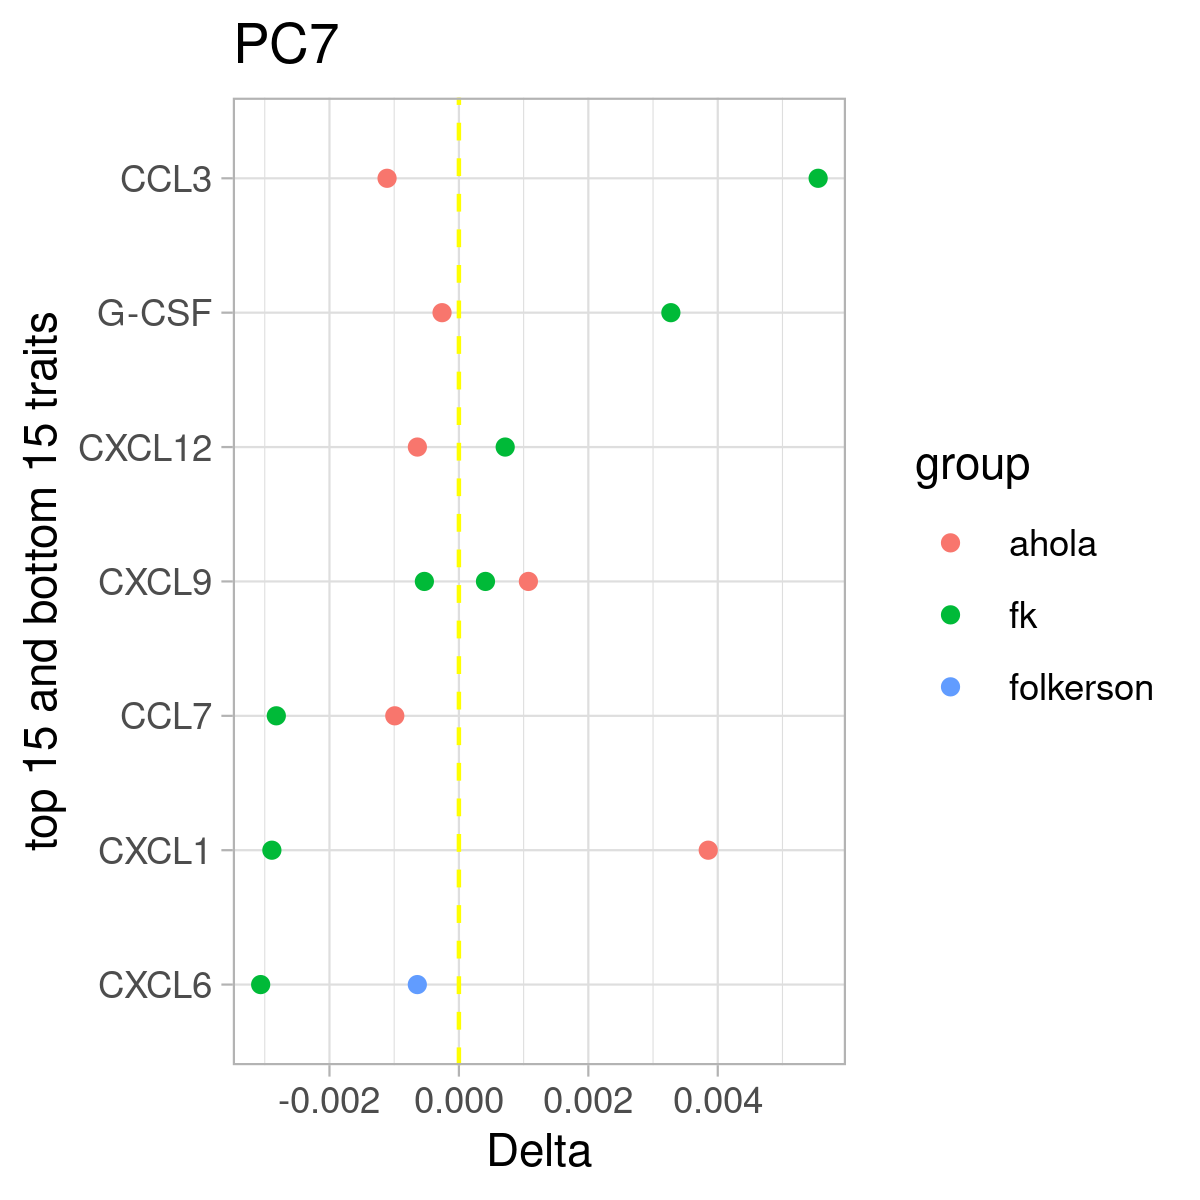 PC7
top 15 and bottom 15 traits
CCL3
G-CSF
CXCL12
CXCL9
CCL7
CXCL1
CXCL6
-0.002 0.000 0.002 0.004
Delta
group
ahola
fk
folkerson